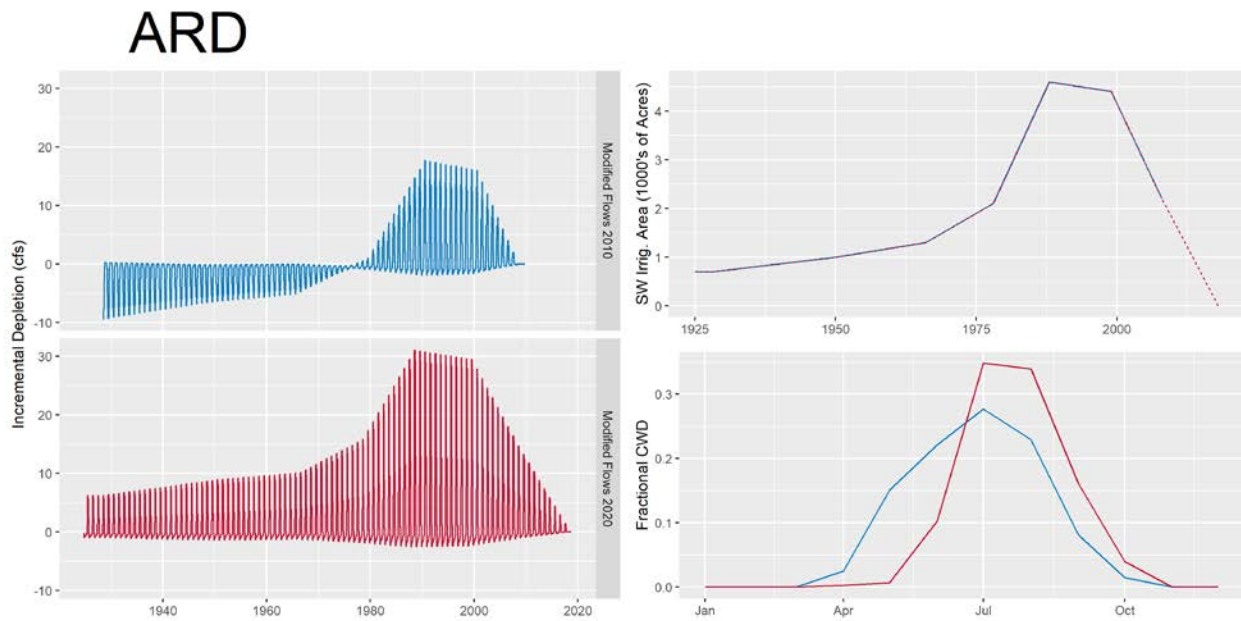 ARD
Incremental Depletion (cfs)
30
20
10
0
-10
Modified Flows 2010
30
20
10
0
-10
Modified Flows 2020
1940 1960 1980 2000 2020
SW Irrig. Area (1000's of Acres)
4
3
2
1
0
1925 1950 1975 2000
Fractional CWD
0.3
0.2
0.1
0.0
Jan Apr Jul Oct